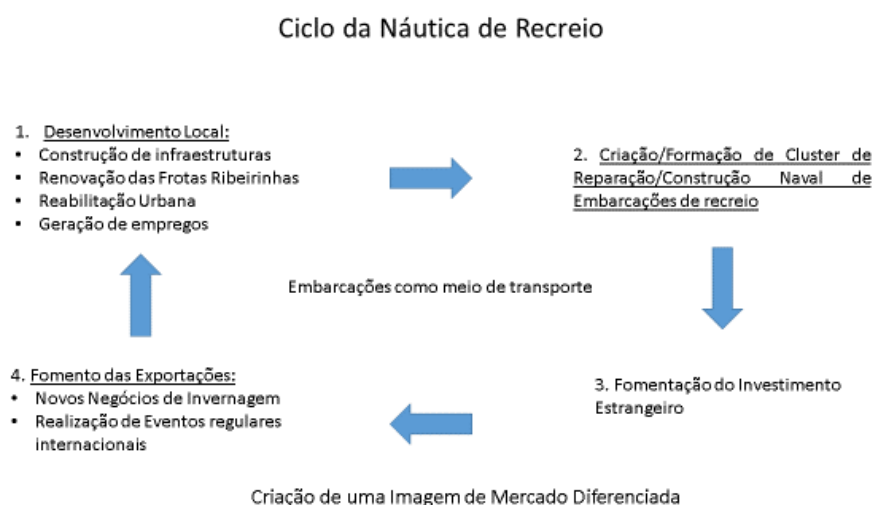 Ciclo da Náutica de Recreio
1. Desenvolvimento Local:
• Construção de infraestruturas
• Renovação das Frotas Ribeirinhas
• Reabilitação Urbana
• Geração de empregos
2. Criação/Formação de Cluster de
Reparação/Construção Naval de
Embarcações de recreio
Embarcações como meio de transporte
3. Fomentação do Investimento
Estrangeiro
4. Fomento das Exportações:
• Novos Negócios de Invernagem
• Realização de Eventos regulares
internacionais
Criação de uma Imagem de Mercado Diferenciada